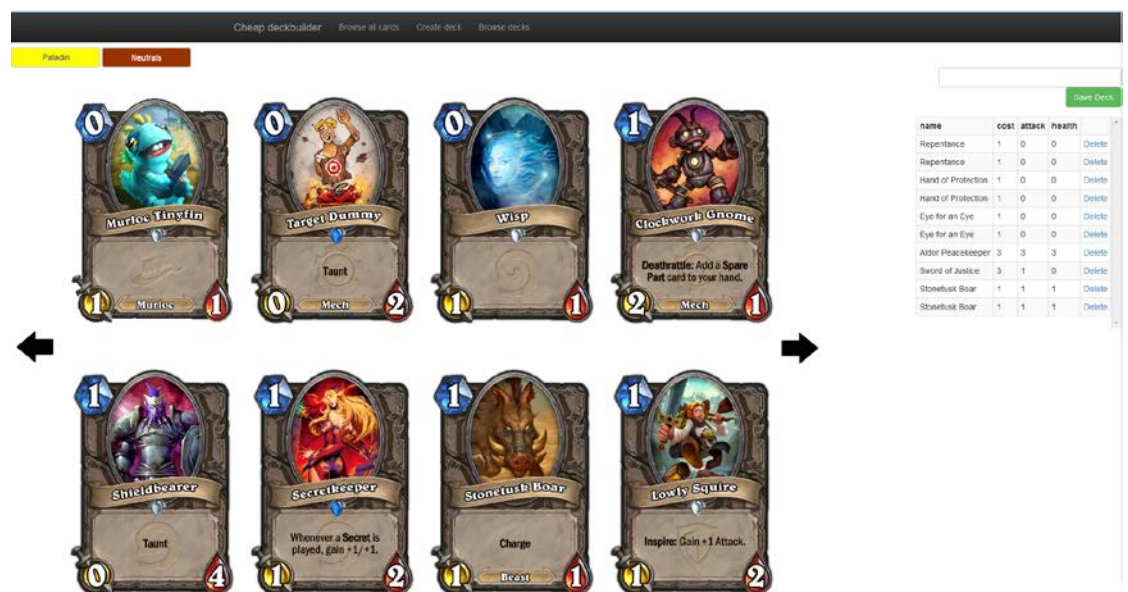 Cheap deckbuilder Browse all cards Create deck Browse decks
Paladin Neutrals
Save Deck
0 0 0 1
Murloc Tinyfin Target Dummy Wisp Clockwork Gnome
Taunt
Deathrattle: Add a Spare
Part card to your hand.
Murloc Mech Mech
1 1 0 2 1 1 2 1
1 1 1 1
Shieldbearer Secretkeeper Stonetusk Boar Lowly Squire
Taunt
Whenever a Secret is
played, gain +1/+1.
Charge
Inspire: Gain +1 Attack.
Beast
0 4 1 2 1 1 1 2
name cost attack health
Repentance 1 0 0 Delete
Repentance 1 0 0 Delete
Hand of Protection 1 0 0 Delete
Hand of Protection 1 0 0 Delete
Eye for an Eye 1 0 0 Delete
Eye for an Eye 1 0 0 Delete
Aldor Peacekeeper 3 3 3 Delete
Sword of Justice 3 1 0 Delete
Stonetusk Boar 1 1 1 Delete
Stonetusk Boar 1 1 1 Delete